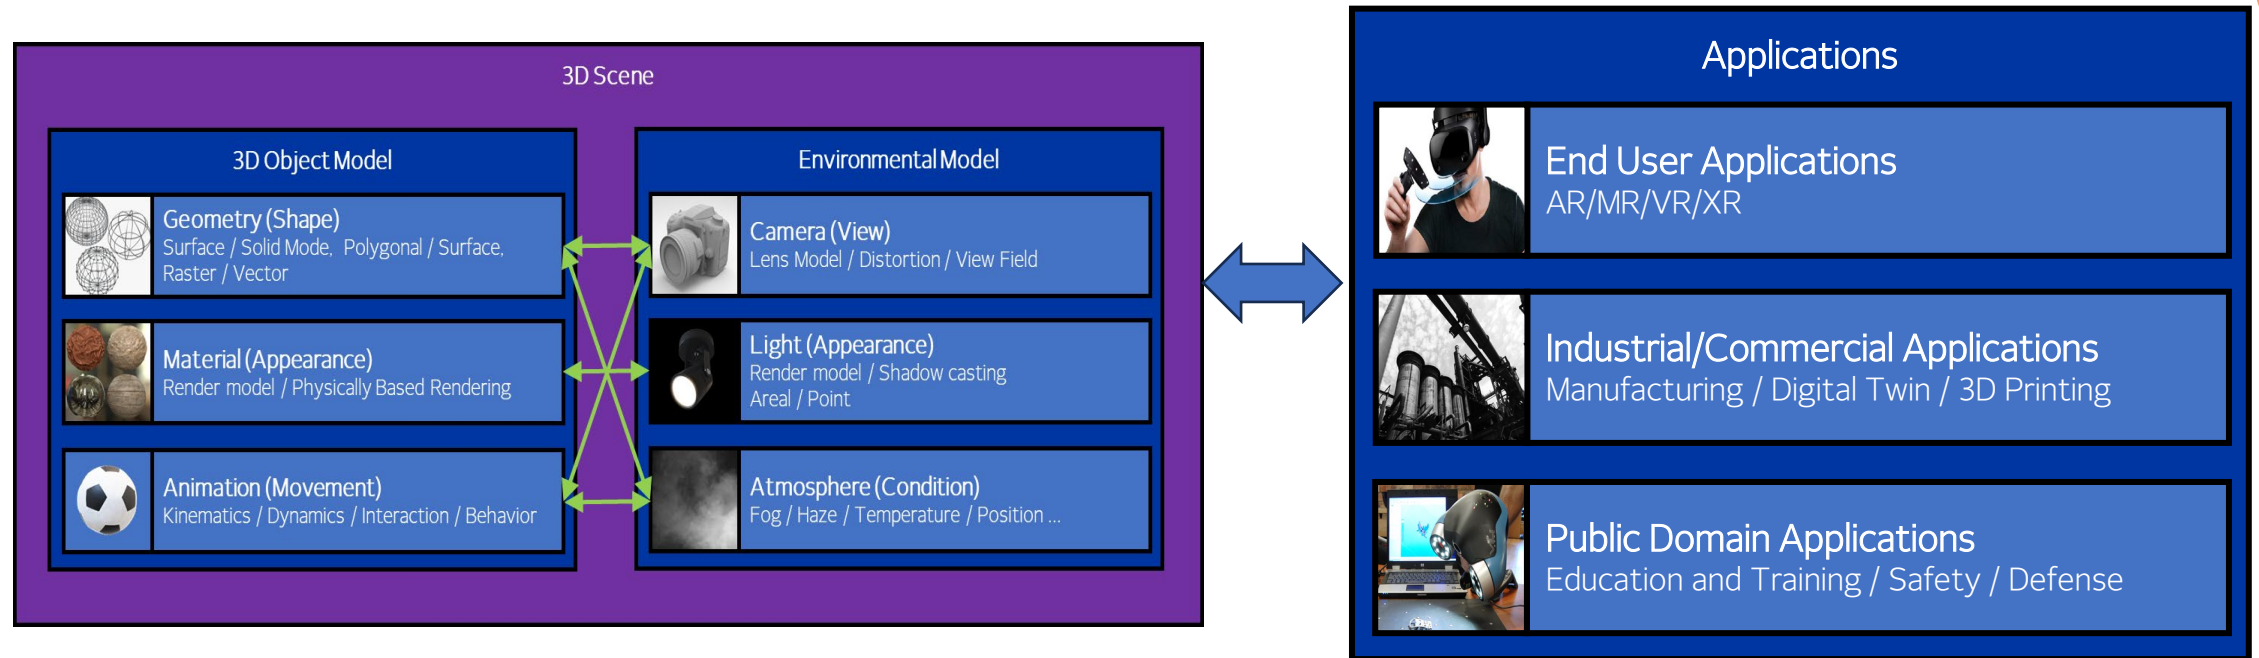 3D Scene
3D Object Model
Geometry (Shape)
Surface / Solid Mode, Polygonal / Surface,
Raster / Vector
Material (Appearance)
Render model / Physically Based Rendering
Animation (Movement)
Kinematics / Dynamics / Interaction / Behavior
Environmental Model
Camera (View)
Lens Model / Distortion / View Field
Light (Appearance)
Render model / Shadow casting
Areal / Point
Atmosphere (Condition)
Fog / Haze / Temperature / Position ...
Applications
End User Applications
AR/MR/VR/XR
Industrial/Commercial Applications
Manufacturing / Digital Twin / 3D Printing
Public Domain Applications
Education and Training / Safety / Defense